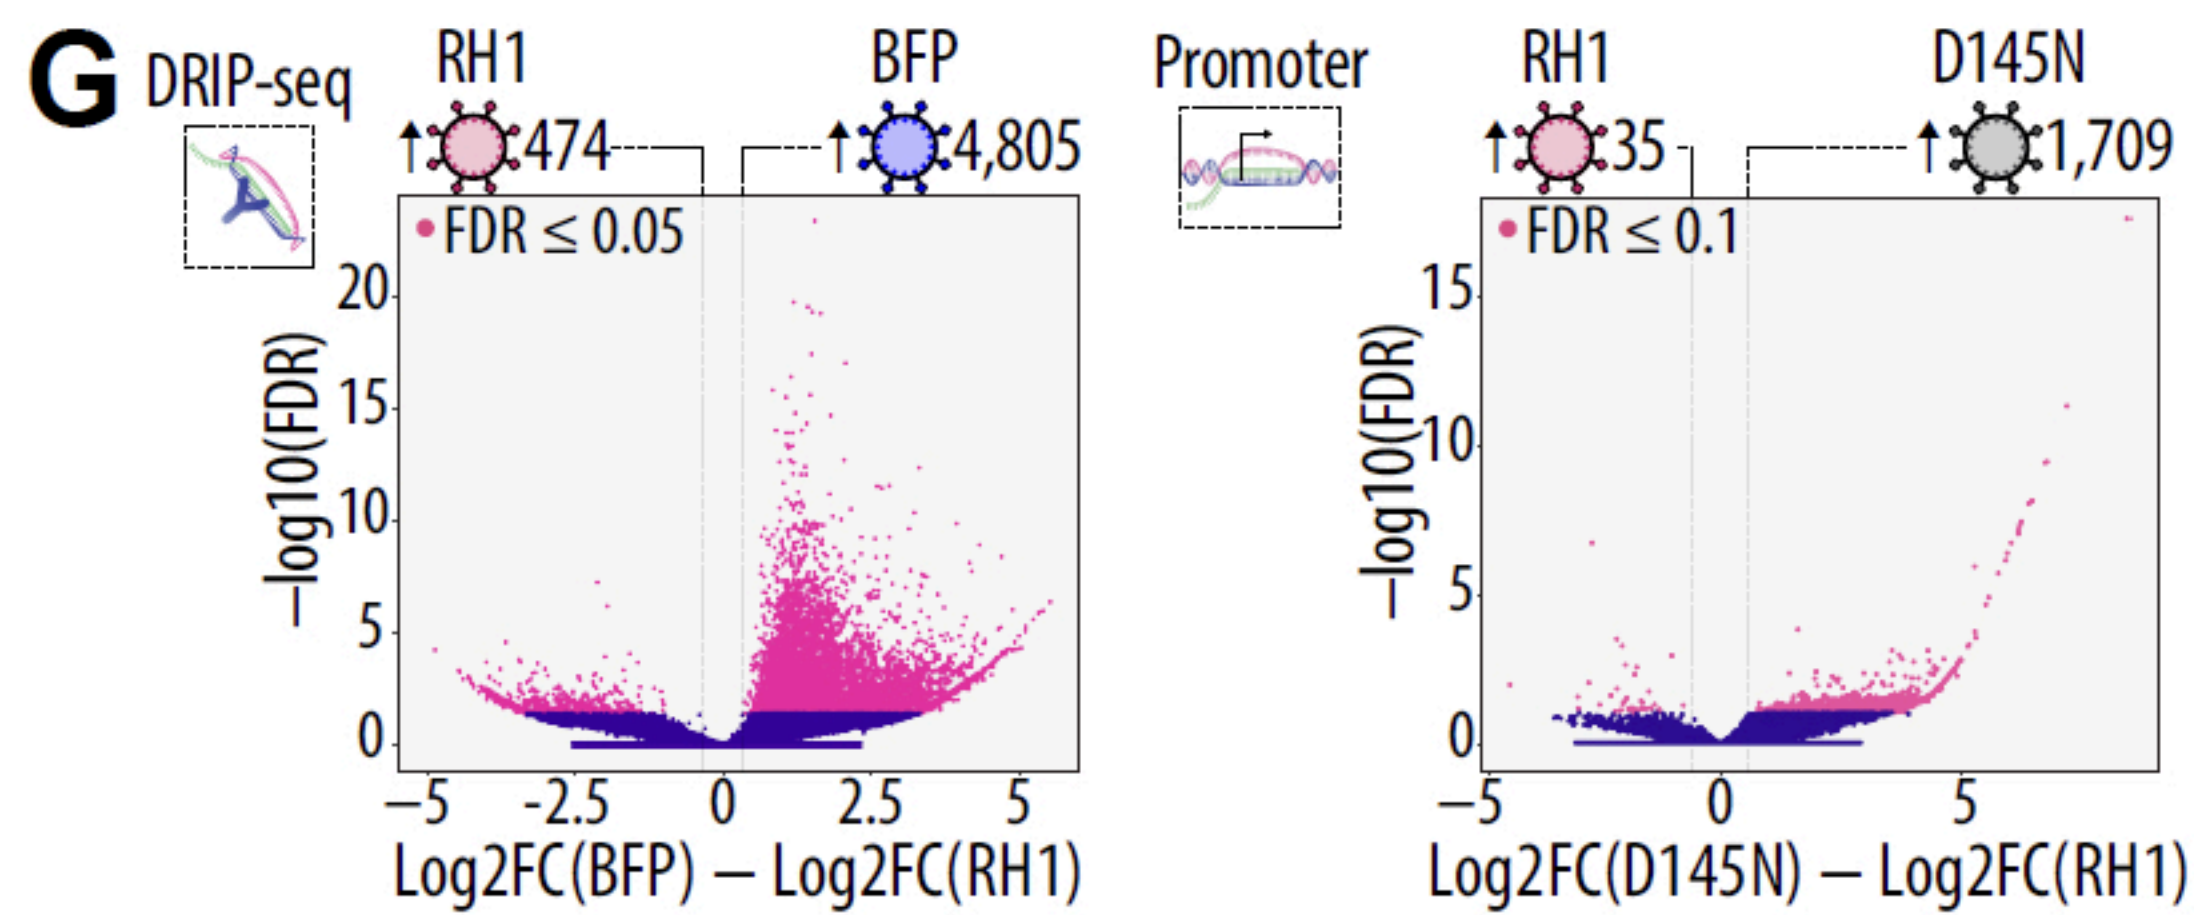 G
DRIP-seq
RH1
474
BFP
4,805
FDR ≤ 0.05
20
15
10
5
0
−log10(FDR)
−5 -2.5 0 2.5 5
Log2FC(BFP) − Log2FC(RH1)
Promoter
RH1
35
D145N
1,709
FDR ≤ 0.1
15
10
5
0
−log10(FDR)
−5 0 5
Log2FC(D145N) − Log2FC(RH1)